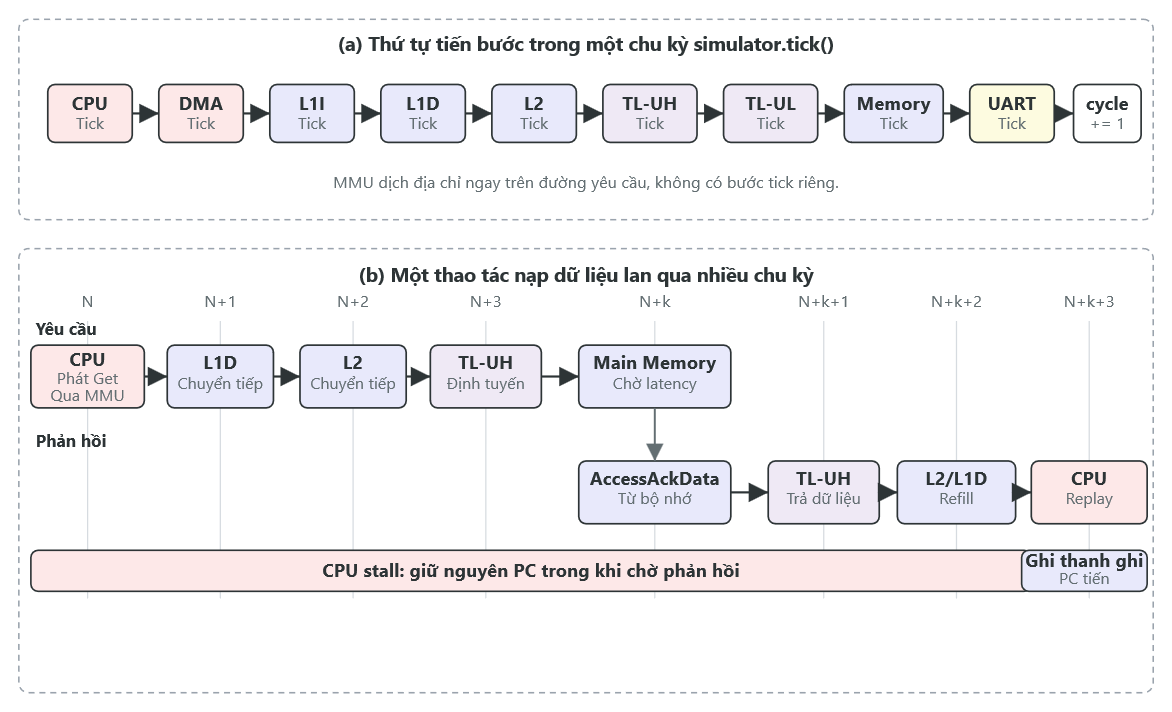 (a) Thứ tự tiến bước trong một chu kỳ simulator.tick()
CPU
Tick
DMA
Tick
L1I
Tick
L1D
Tick
L2
Tick
TL-UH
Tick
TL-UL
Tick
Memory
Tick
UART
Tick
cycle
+= 1
MMU dịch địa chỉ ngay trên đường yêu cầu, không có bước tick riêng.
(b) Một thao tác nạp dữ liệu lan qua nhiều chu kỳ
N
N+1
N+2
N+3
N+k
N+k+1
N+k+2
N+k+3
Yêu cầu
CPU
Phát Get
Qua MMU
L1D
Chuyển tiếp
L2
Chuyển tiếp
TL-UH
Định tuyến
Main Memory
Chờ latency
Phản hồi
AccessAckData
Từ bộ nhớ
TL-UH
Trả dữ liệu
L2/L1D
Refill
CPU
Replay
CPU stall: giữ nguyên PC trong khi chờ phản hồi
Ghi thanh ghi
PC tiến